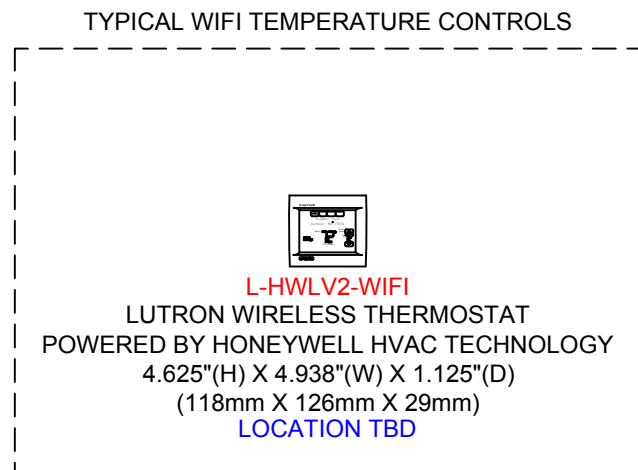 TYPICAL WIFI TEMPERATURE CONTROLS
L-HWLV2-WIFI
LUTRON WIRELESS THERMOSTAT
POWERED BY HONEYWELL HVAC TECHNOLOGY
4.625"(H) X 4.938"(W) X 1.125"(D)
(118mm X 126mm X 29mm)
LOCATION TBD